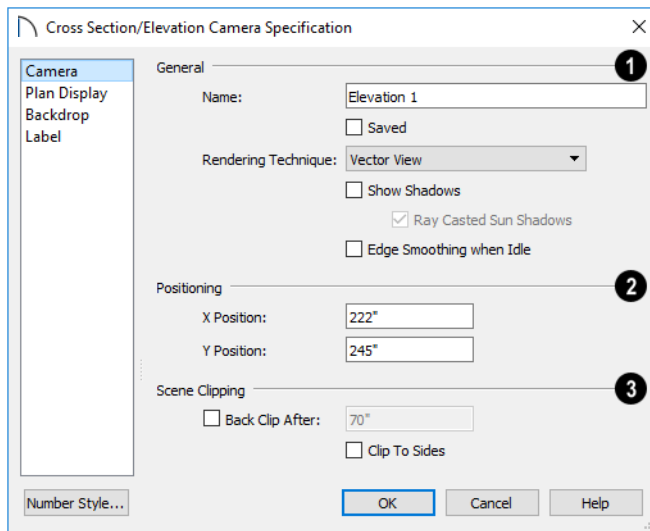 Cross Section/Elevation Camera Specification
Camera
Plan Display
Backdrop
Label
General
1
Name: Elevation 1
Saved
Rendering Technique: Vector View
Show Shadows
Ray Casted Sun Shadows
Edge Smoothing when Idle
Positioning
2
X Position: 222"
Y Position: 245"
Scene Clipping
3
Back Clip After: 70"
Clip To Sides
Number Style... OK Cancel Help